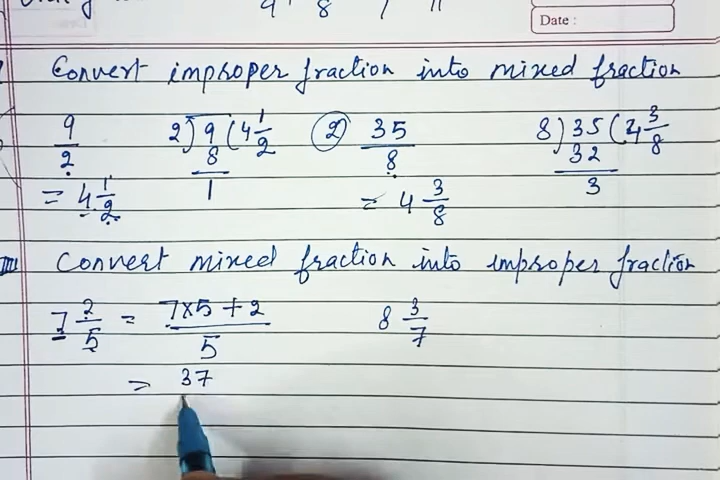 Date :
Convert improper fraction into mixed fraction
9/2 2)9(4 1/2 8 1
= 4 1/2
2 35/8 8)35(4 3/8 32 3
= 4 3/8
III Convert mixed fraction into improper fraction
7 2/5 = 7x5+2/5 8 3/7
= 37